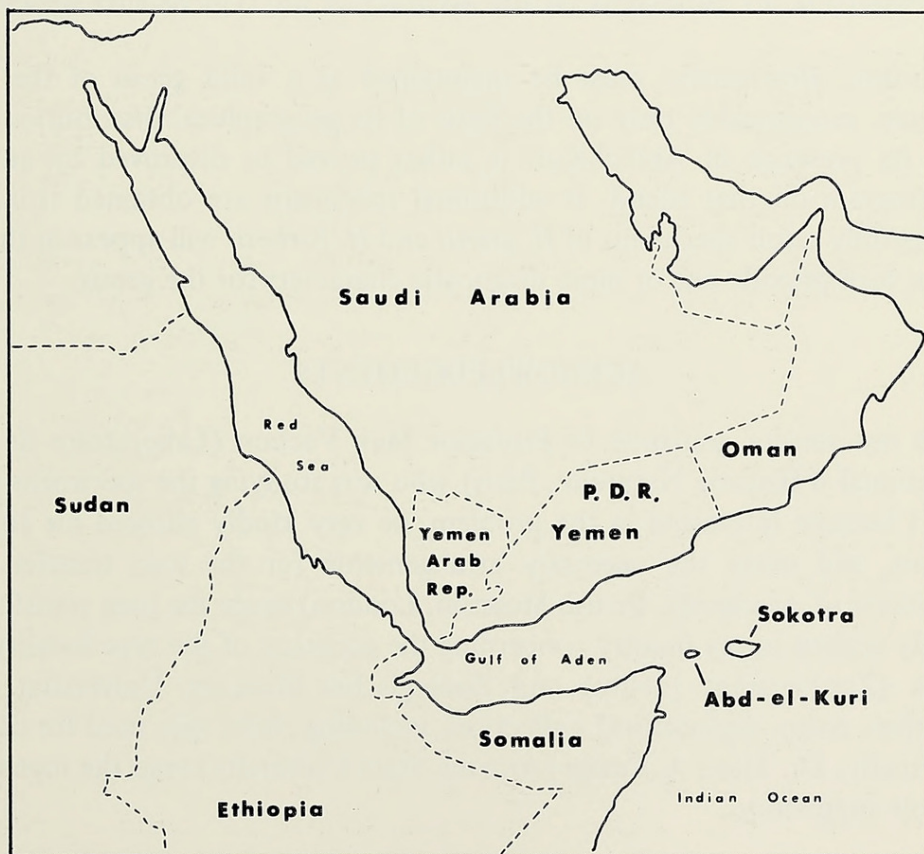 Saudi Arabia
Red
Sea
Oman
Sudan
P. D. R.
Yemen
Yemen
Arab
Rep.
Sokotra
Gulf of Aden
Abd-el-Kuri
Somalia
Indian Ocean
Ethiopia